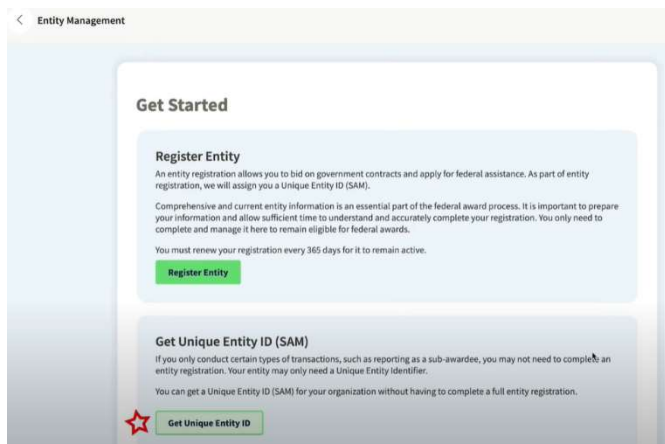 Entity Management
Get Started
Register Entity
An entity registration allows you to bid on government contracts and apply for federal assistance. As part of entity
registration, we will assign you a Unique Entity ID (SAM).
Comprehensive and current entity information is an essential part of the federal award process. It is important to prepare
your information and allow sufficient time to understand and accurately complete your registration. You only need to
complete and manage it here to remain eligible for federal awards.
You must renew your registration every 365 days for it to remain active.
Register Entity
Get Unique Entity ID (SAM)
If you only conduct certain types of transactions, such as reporting as a sub-awardee, you may not need to complete an
entity registration. Your entity may only need a Unique Entity Identifier.
You can get a Unique Entity ID (SAM) for your organization without having to complete a full entity registration.
Get Unique Entity ID